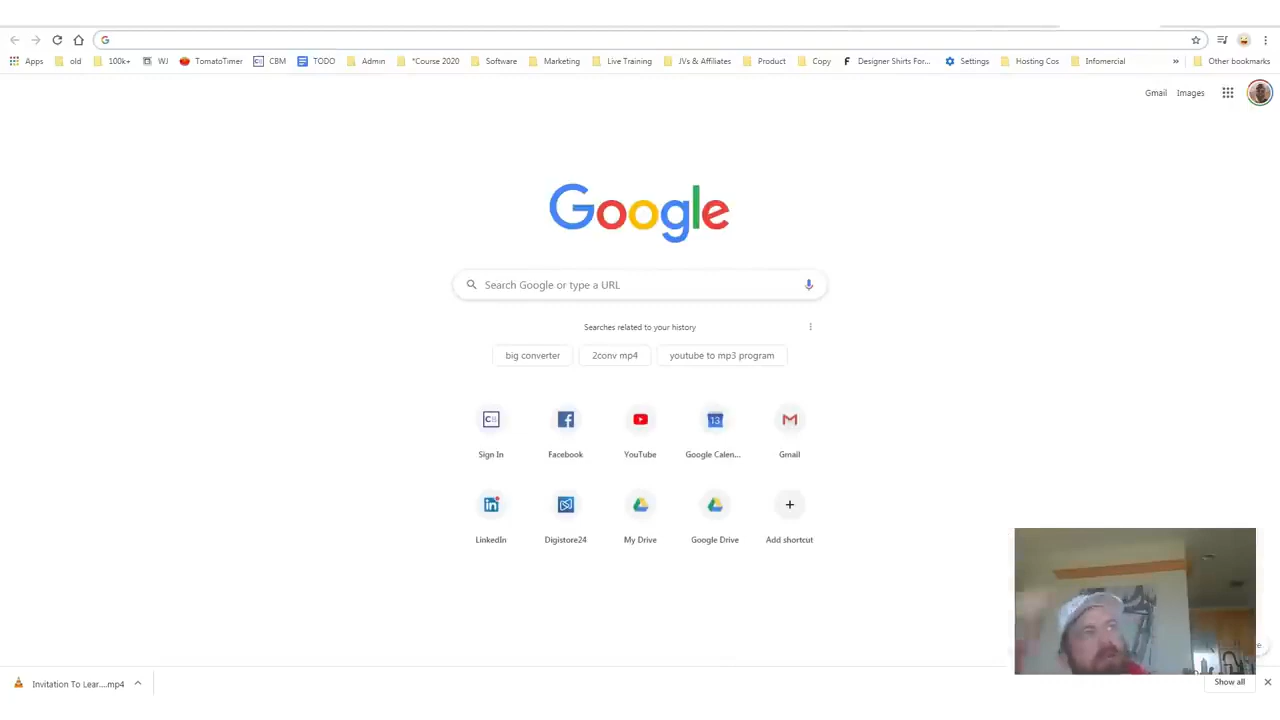 Apps old 100k+ WJ TomatoTimer CBM TODO Admin *Course 2020 Software Marketing Live Training JVs & Affiliates Product Copy Designer Shirts For... Settings Hosting Cos Infomercial » Other bookmarks
Gmail Images
Google
Search Google or type a URL
Searches related to your history
big converter 2conv mp4 youtube to mp3 program
Sign In Facebook YouTube Google Calen... Gmail
LinkedIn Digistore24 My Drive Google Drive Add shortcut
Invitation To Lear....mp4 Show all